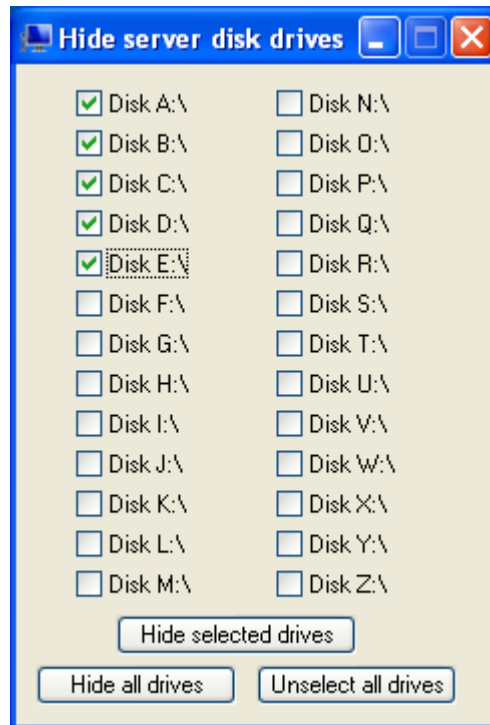 Hide server disk drives
Disk A:\
Disk B:\
Disk C:\
Disk D:\
Disk E:\
Disk F:\
Disk G:\
Disk H:\
Disk I:\
Disk J:\
Disk K:\
Disk L:\
Disk M:\
Disk N:\
Disk O:\
Disk P:\
Disk Q:\
Disk R:\
Disk S:\
Disk T:\
Disk U:\
Disk V:\
Disk W:\
Disk X:\
Disk Y:\
Disk Z:\
Hide selected drives
Hide all drives
Unselect all drives